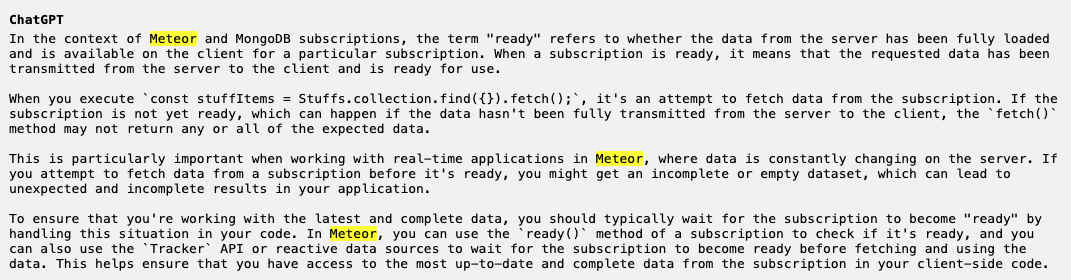 ChatGPT
In the context of Meteor and MongoDB subscriptions, the term "ready" refers to whether the data from the server has been fully loaded
and is available on the client for a particular subscription. When a subscription is ready, it means that the requested data has been
transmitted from the server to the client and is ready for use.
When you execute `const stuffItems = Stuffs.collection.find({}).fetch();`, it's an attempt to fetch data from the subscription. If the
subscription is not yet ready, which can happen if the data hasn't been fully transmitted from the server to the client, the `fetch()`
method may not return any or all of the expected data.
This is particularly important when working with real-time applications in Meteor, where data is constantly changing on the server. If
you attempt to fetch data from a subscription before it's ready, you might get an incomplete or empty dataset, which can lead to
unexpected and incomplete results in your application.
To ensure that you're working with the latest and complete data, you should typically wait for the subscription to become "ready" by
handling this situation in your code. In Meteor, you can use the `ready()` method of a subscription to check if it's ready, and you
can also use the `Tracker` API or reactive data sources to wait for the subscription to become ready before fetching and using the
data. This helps ensure that you have access to the most up-to-date and complete data from the subscription in your client-side code.